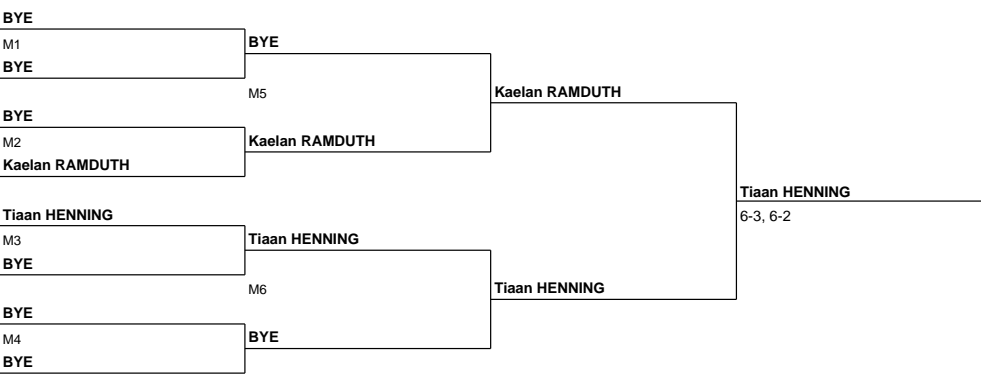 BYE
M1
BYE
BYE
M5
BYE
M2
Kaelan RAMDUTH
Kaelan RAMDUTH
Kaelan RAMDUTH
Tiaan HENNING
6-3, 6-2
Tiaan HENNING
M3
BYE
Tiaan HENNING
M6
Tiaan HENNING
BYE
M4
BYE
BYE